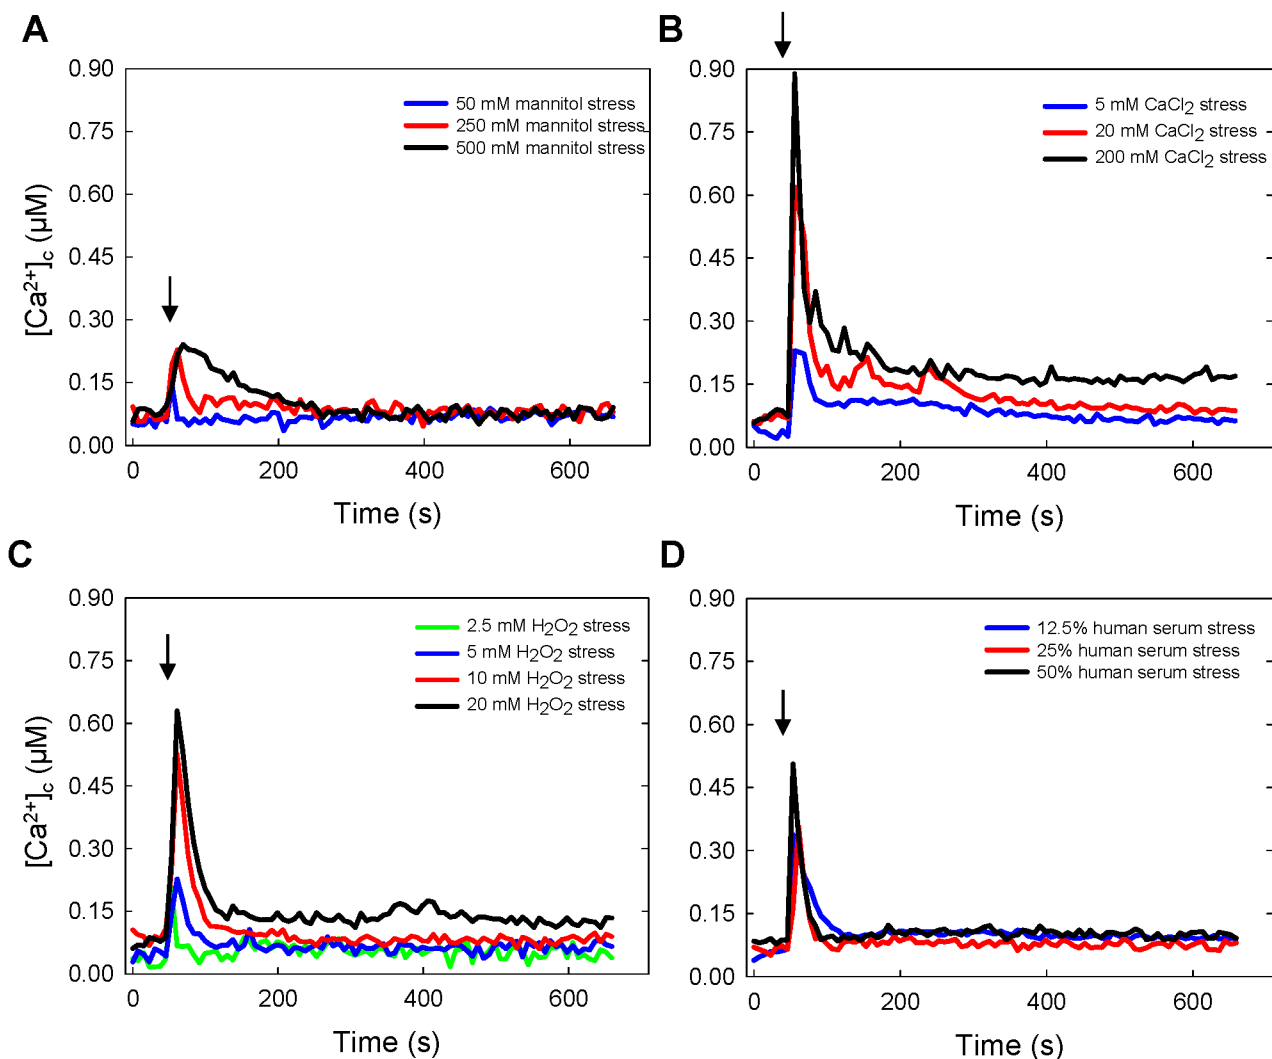 A
0.90
0.75
0.60
0.45
0.30
0.15
0.00
[Ca²⁺]c (µM)
50 mM mannitol stress
250 mM mannitol stress
500 mM mannitol stress
0 200 400 600
Time (s)
B
0.90
0.75
0.60
0.45
0.30
0.15
0.00
5 mM CaCl₂ stress
20 mM CaCl₂ stress
200 mM CaCl₂ stress
0 200 400 600
Time (s)
C
0.90
0.75
0.60
0.45
0.30
0.15
0.00
[Ca²⁺]c (µM)
2.5 mM H₂O₂ stress
5 mM H₂O₂ stress
10 mM H₂O₂ stress
20 mM H₂O₂ stress
0 200 400 600
Time (s)
D
0.90
0.75
0.60
0.45
0.30
0.15
0.00
12.5% human serum stress
25% human serum stress
50% human serum stress
0 200 400 600
Time (s)